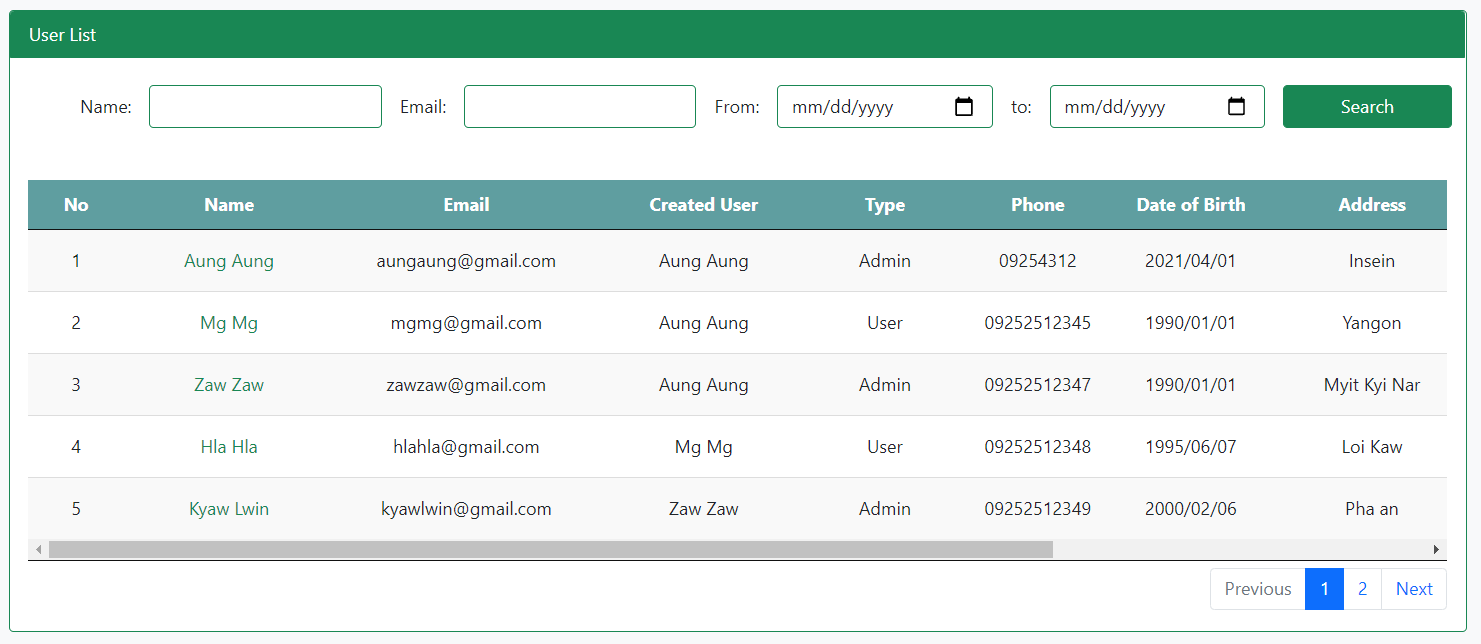 User List
Name: Email: From: mm/dd/yyyy to: mm/dd/yyyy Search
No Name Email Created User Type Phone Date of Birth Address
1 Aung Aung aungaung@gmail.com Aung Aung Admin 09254312 2021/04/01 Insein
2 Mg Mg mgmg@gmail.com Aung Aung User 09252512345 1990/01/01 Yangon
3 Zaw Zaw zawzaw@gmail.com Aung Aung Admin 09252512347 1990/01/01 Myit Kyi Nar
4 Hla Hla hlahla@gmail.com Mg Mg User 09252512348 1995/06/07 Loi Kaw
5 Kyaw Lwin kyawlwin@gmail.com Zaw Zaw Admin 09252512349 2000/02/06 Pha an
Previous 1 2 Next